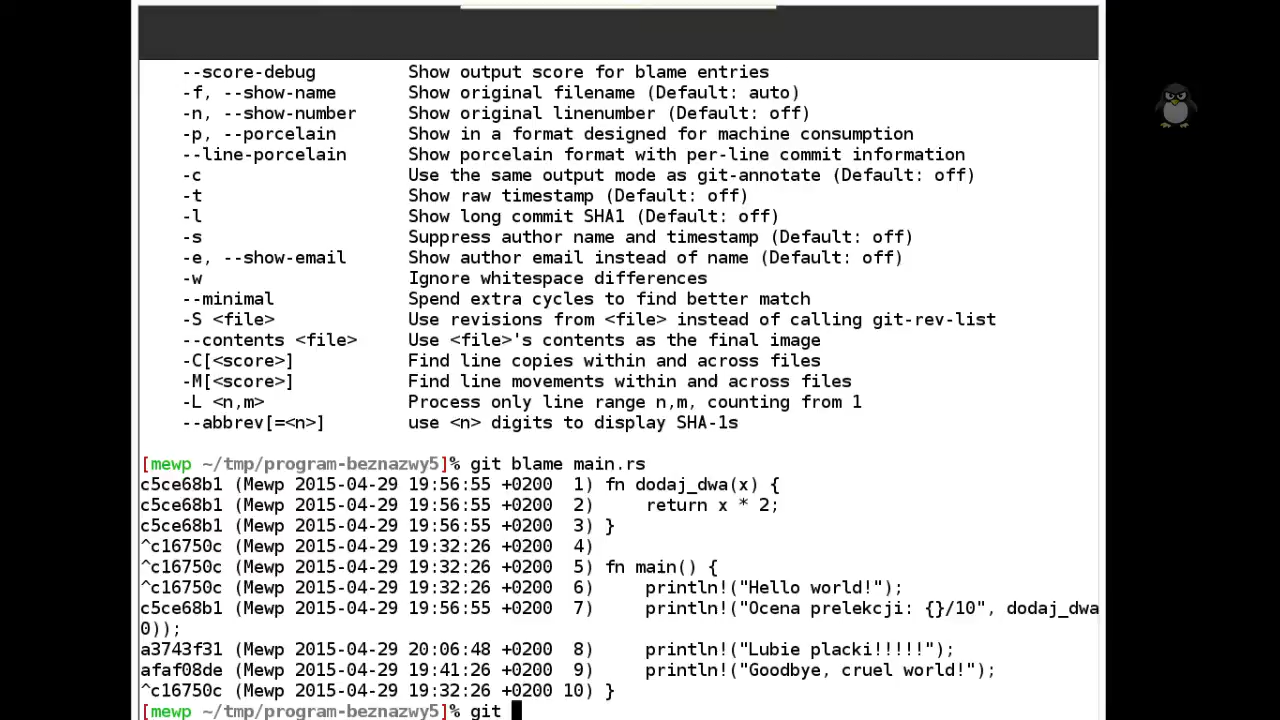 --score-debug Show output score for blame entries
-f, --show-name Show original filename (Default: auto)
-n, --show-number Show original linenumber (Default: off)
-p, --porcelain Show in a format designed for machine consumption
--line-porcelain Show porcelain format with per-line commit information
-c Use the same output mode as git-annotate (Default: off)
-t Show raw timestamp (Default: off)
-l Show long commit SHA1 (Default: off)
-s Suppress author name and timestamp (Default: off)
-e, --show-email Show author email instead of name (Default: off)
-w Ignore whitespace differences
--minimal Spend extra cycles to find better match
-S <file> Use revisions from <file> instead of calling git-rev-list
--contents <file> Use <file>'s contents as the final image
-C[<score>] Find line copies within and across files
-M[<score>] Find line movements within and across files
-L <n,m> Process only line range n,m, counting from 1
--abbrev[=<n>] use <n> digits to display SHA-1s
[mewp ~/tmp/program-beznazwy5]% git blame main.rs
c5ce68b1 (Mewp 2015-04-29 19:56:55 +0200 1) fn dodaj_dwa(x) {
c5ce68b1 (Mewp 2015-04-29 19:56:55 +0200 2) return x * 2;
c5ce68b1 (Mewp 2015-04-29 19:56:55 +0200 3) }
^c16750c (Mewp 2015-04-29 19:32:26 +0200 4)
^c16750c (Mewp 2015-04-29 19:32:26 +0200 5) fn main() {
^c16750c (Mewp 2015-04-29 19:32:26 +0200 6) println!("Hello world!");
c5ce68b1 (Mewp 2015-04-29 19:56:55 +0200 7) println!("Ocena prelekcji: {}/10", dodaj_dwa
0));
a3743f31 (Mewp 2015-04-29 20:06:48 +0200 8) println!("Lubie placki!!!!!");
afaf08de (Mewp 2015-04-29 19:41:26 +0200 9) println!("Goodbye, cruel world!");
^c16750c (Mewp 2015-04-29 19:32:26 +0200 10) }
[mewp ~/tmp/program-beznazwy5]% git